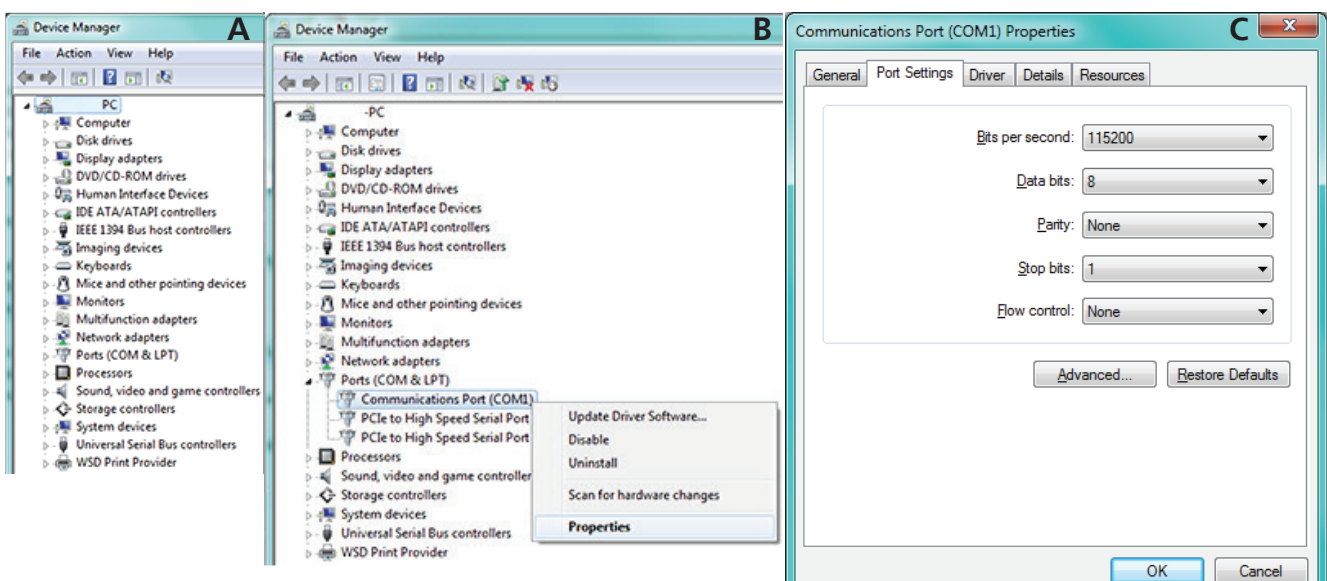 Device Manager
A
File Action View Help
PC
Computer
Disk drives
Display adapters
DVD/CD-ROM drives
Human Interface Devices
IDE ATA/ATAPI controllers
IEEE 1394 Bus host controllers
Imaging devices
Keyboards
Mice and other pointing devices
Monitors
Multifunction adapters
Network adapters
Ports (COM & LPT)
Processors
Sound, video and game controllers
Storage controllers
System devices
Universal Serial Bus controllers
WSD Print Provider
Device Manager
B
File Action View Help
-PC
Computer
Disk drives
Display adapters
DVD/CD-ROM drives
Human Interface Devices
IDE ATA/ATAPI controllers
IEEE 1394 Bus host controllers
Imaging devices
Keyboards
Mice and other pointing devices
Monitors
Multifunction adapters
Network adapters
Ports (COM & LPT)
Communications Port (COM1)
PCIe to High Speed Serial Port
PCIe to High Speed Serial Port
Processors
Sound, video and game controller
Storage controllers
System devices
Universal Serial Bus controllers
WSD Print Provider
Update Driver Software...
Disable
Uninstall
Scan for hardware changes
Properties
Communications Port (COM1) Properties
C
General Port Settings Driver Details Resources
Bits per second: 115200
Data bits: 8
Parity: None
Stop bits: 1
Flow control: None
Advanced... Restore Defaults
OK Cancel